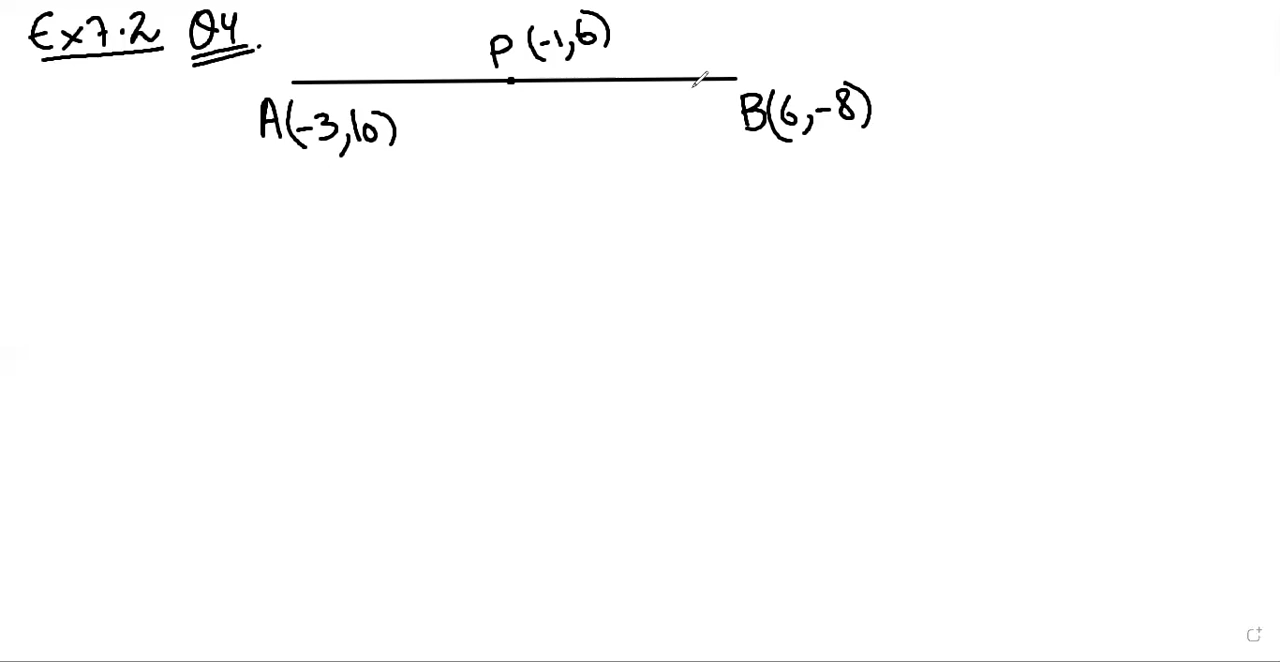 Ex7.2 Q4.
P(-1,6)
A(-3,10)
B(6,-8)